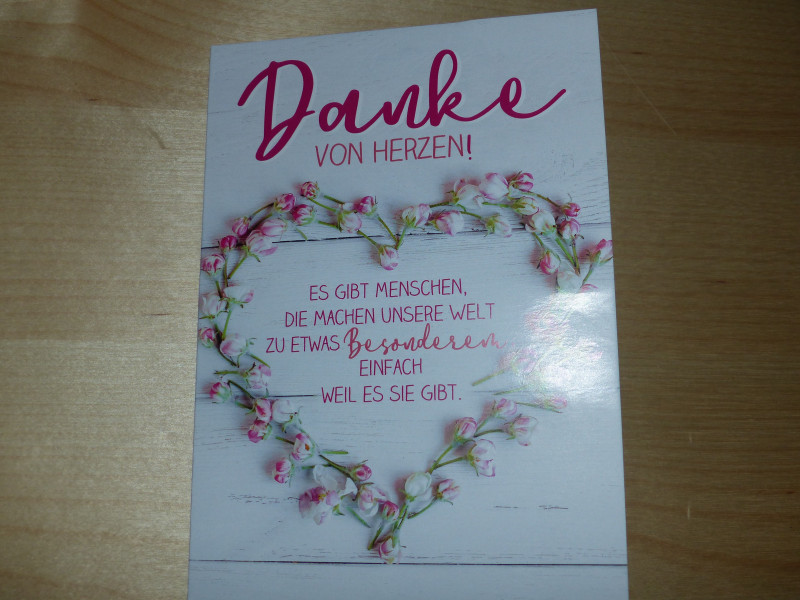 Danke
VON HERZEN!
ES GIBT MENSCHEN,
DIE MACHEN UNSERE WELT
ZU ETWAS Besonderem
EINFACH
WEIL ES SIE GIBT.